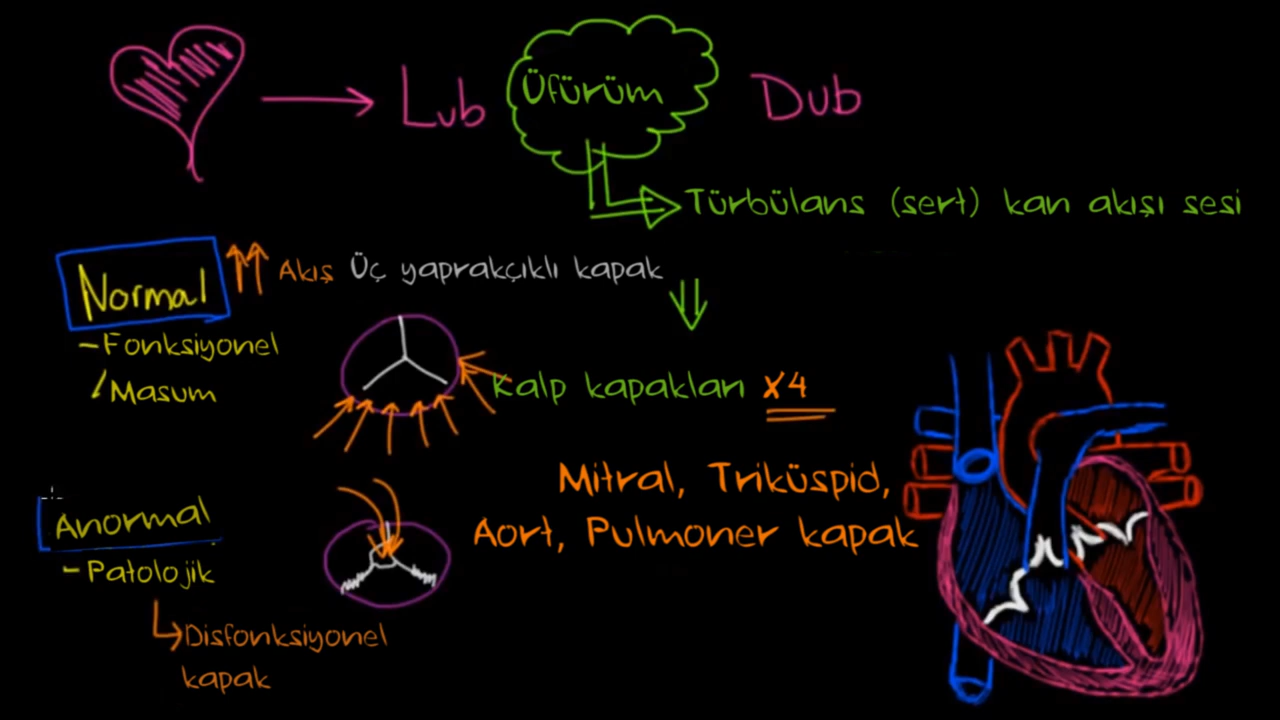 Lub Üfürüm Dub
Türbülans (sert) kan akışı sesi
Normal Akış Üç yaprakçıklı kapak
-Fonksiyonel
/Masum
Kalp kapakları x4
Mitral, Triküspid,
Aort, Pulmoner kapak
Anormal
-Patolojik
Disfonksiyonel
kapak